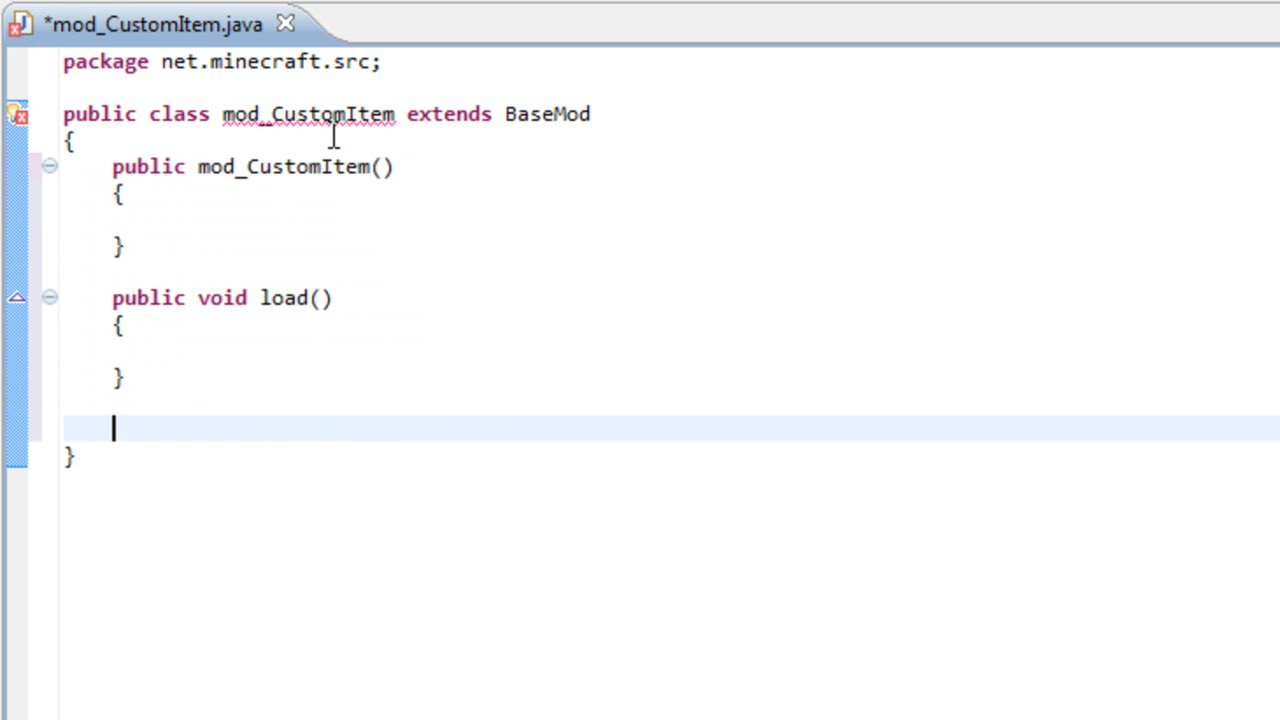 *mod_CustomItem.java
package net.minecraft.src;
public class mod_CustomItem extends BaseMod
{
public mod_CustomItem()
{
}
public void load()
{
}
}